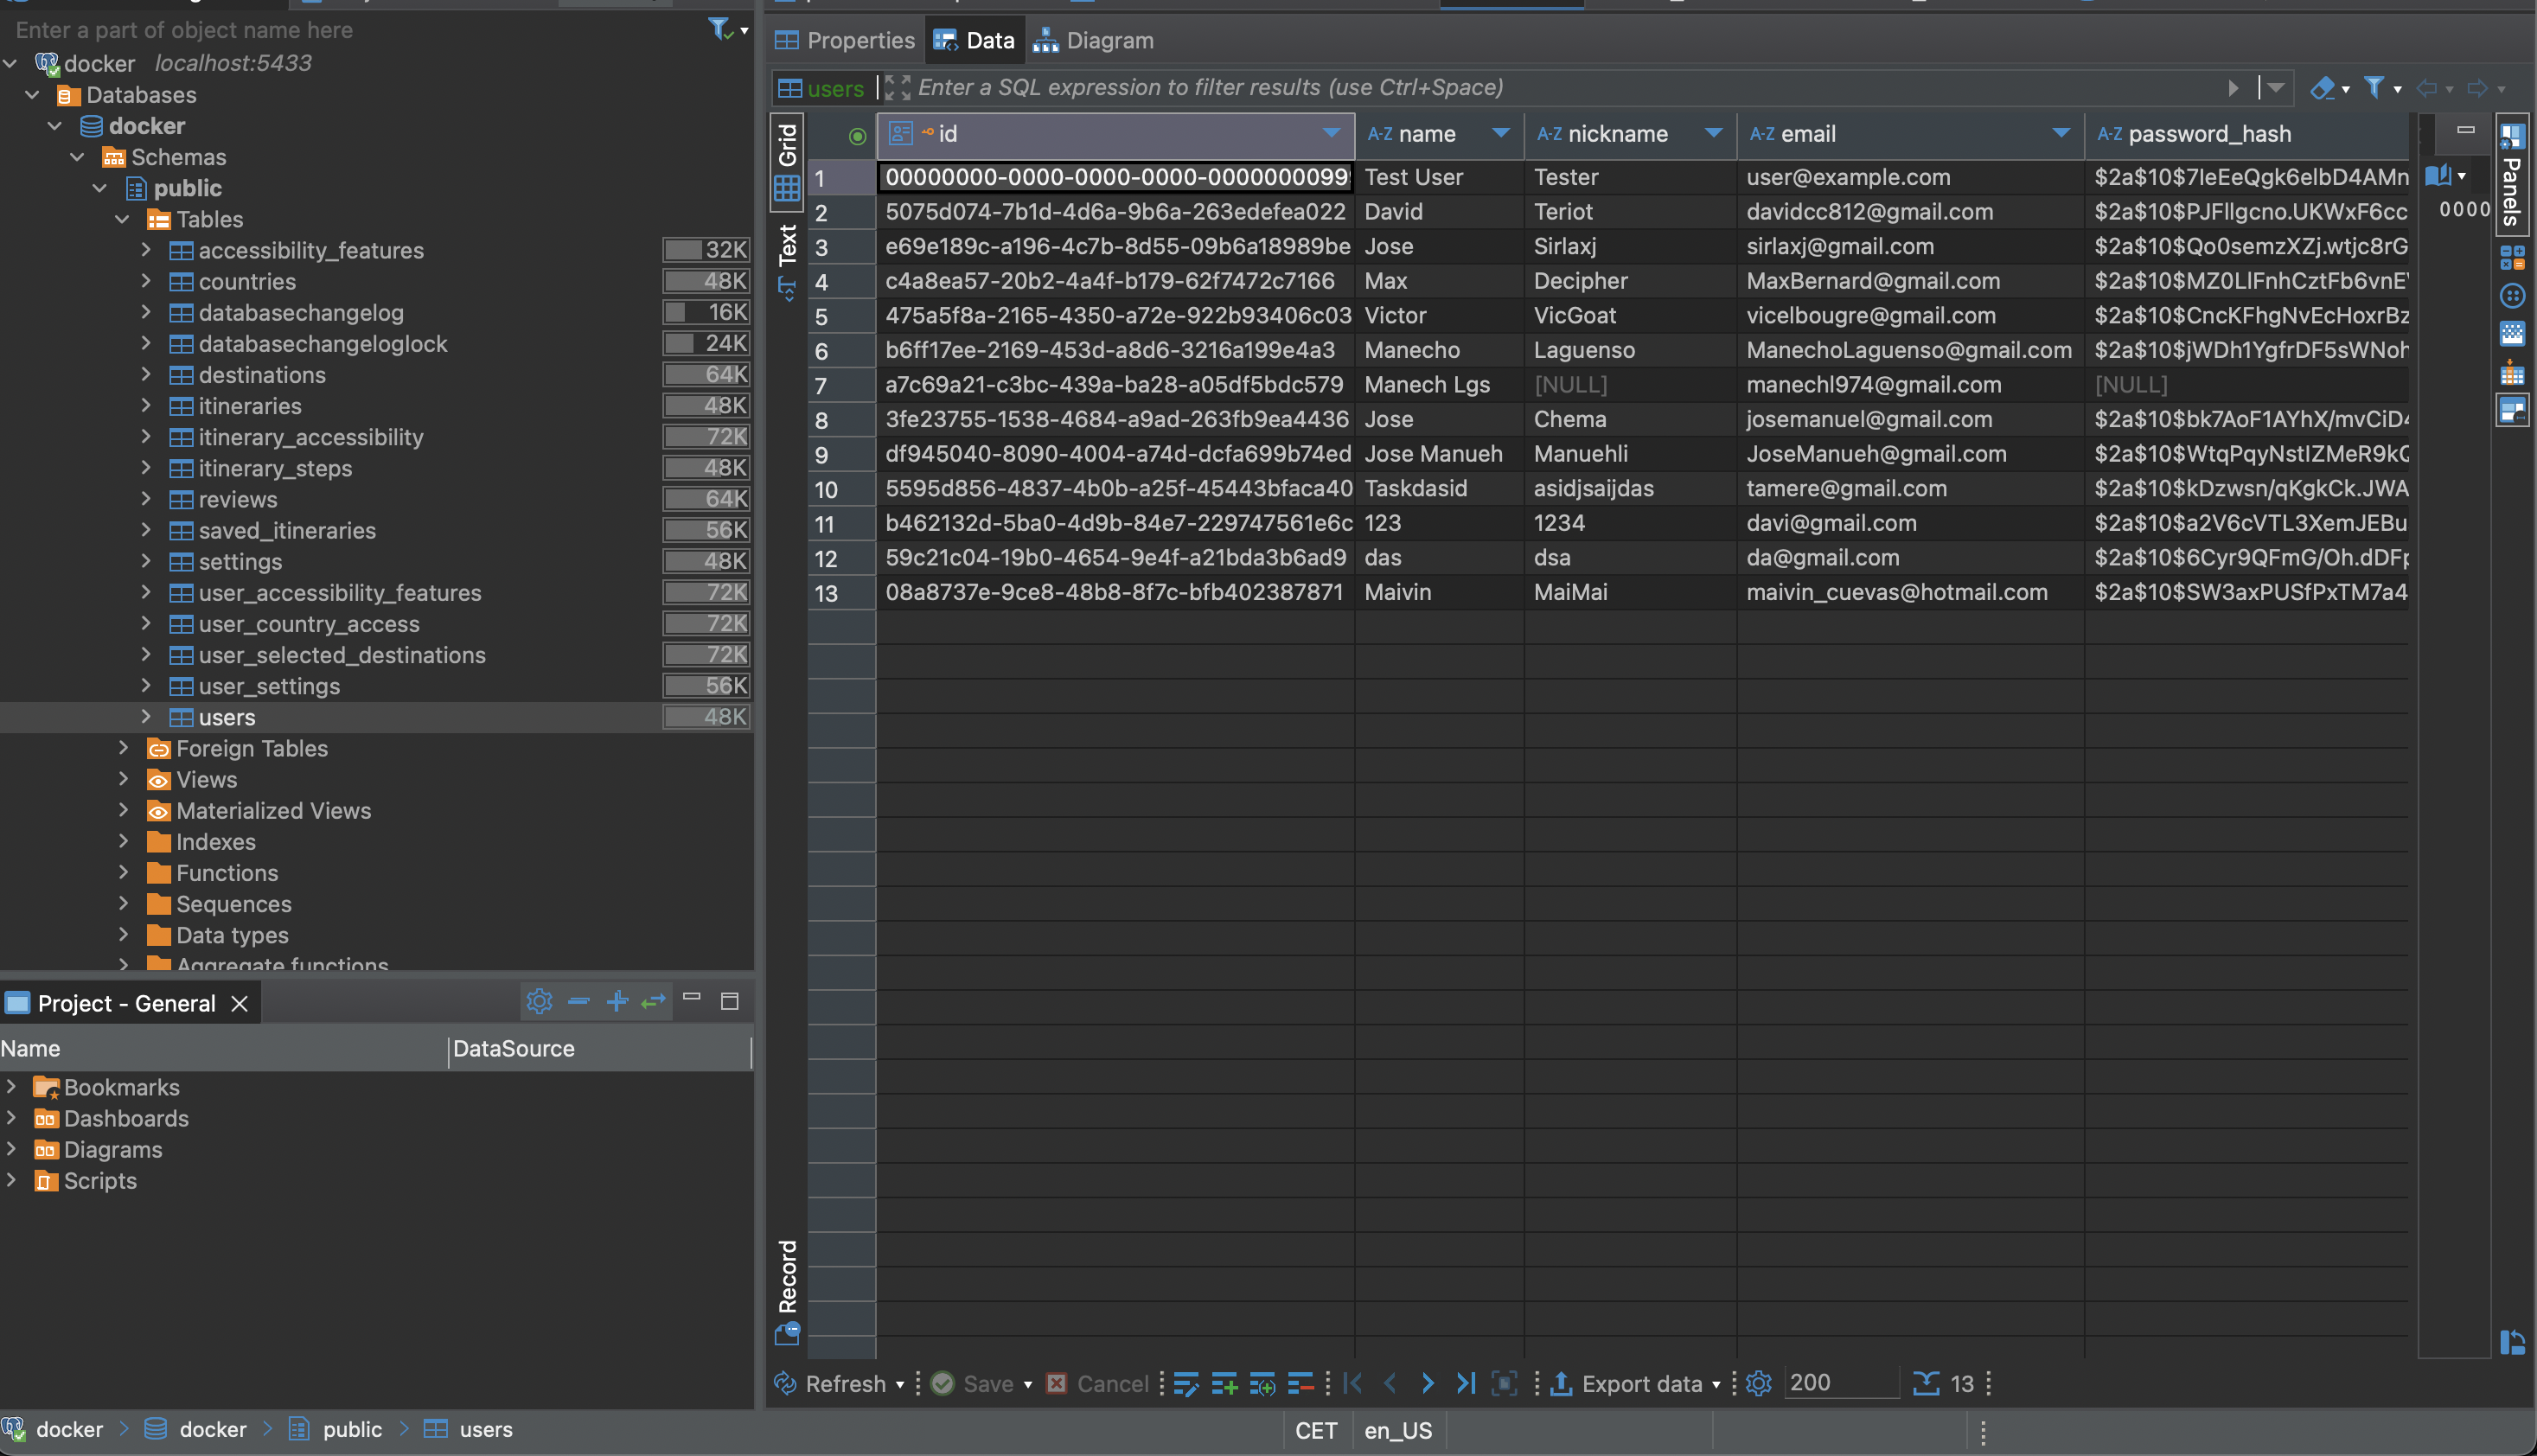 Enter a part of object name here
docker localhost:5433
Databases
docker
Schemas
public
Tables
accessibility_features 32K
countries 48K
databasechangelog 16K
databasechangeloglock 24K
destinations 64K
itineraries 48K
itinerary_accessibility 72K
itinerary_steps 48K
reviews 64K
saved_itineraries 56K
settings 48K
user_accessibility_features 72K
user_country_access 72K
user_selected_destinations 72K
user_settings 56K
users 48K
Foreign Tables
Views
Materialized Views
Indexes
Functions
Sequences
Data types
Aggregate functions
Project - General
Name DataSource
Bookmarks
Dashboards
Diagrams
Scripts
Properties Data Diagram
users Enter a SQL expression to filter results (use Ctrl+Space)
Grid
Text
Record
id A-Z name A-Z nickname A-Z email A-Z password_hash
1 00000000-0000-0000-0000-000000000999 Test User Tester user@example.com $2a$10$7IeEeQgk6elbD4AMn
2 5075d074-7b1d-4d6a-9b6a-263edefea022 David Teriot davidcc812@gmail.com $2a$10$PJFllgcno.UKWxF6cc
3 e69e189c-a196-4c7b-8d55-09b6a18989be Jose Sirlaxj sirlaxj@gmail.com $2a$10$Qo0semzXZj.wtjc8rG
4 c4a8ea57-20b2-4a4f-b179-62f7472c7166 Max Decipher MaxBernard@gmail.com $2a$10$MZ0LlFnhCztFb6vnE
5 475a5f8a-2165-4350-a72e-922b93406c03 Victor VicGoat vicelbougre@gmail.com $2a$10$CncKFhgNvEcHoxrBz
6 b6ff17ee-2169-453d-a8d6-3216a199e4a3 Manecho Laguenso ManechoLaguenso@gmail.com $2a$10$jWDh1YgfrDF5sWNoh
7 a7c69a21-c3bc-439a-ba28-a05df5bdc579 Manech Lgs [NULL] manechl974@gmail.com [NULL]
8 3fe23755-1538-4684-a9ad-263fb9ea4436 Jose Chema josemanuel@gmail.com $2a$10$bk7AoF1AYhX/mvCiD4
9 df945040-8090-4004-a74d-dcfa699b74ed Jose Manueh Manuehli JoseManueh@gmail.com $2a$10$WtqPqyNstIZMeR9kQ
10 5595d856-4837-4b0b-a25f-45443bfaca40 Taskdasid asidjsaijdas tamere@gmail.com $2a$10$kDzwsn/qKgkCk.JWA
11 b462132d-5ba0-4d9b-84e7-229747561e6c 123 1234 davi@gmail.com $2a$10$a2V6cVTL3XemJEBu
12 59c21c04-19b0-4654-9e4f-a21bda3b6ad9 das dsa da@gmail.com $2a$10$6Cyr9QFmG/Oh.dDFp
13 08a8737e-9ce8-48b8-8f7c-bfb402387871 Maivin MaiMai maivin_cuevas@hotmail.com $2a$10$SW3axPUSfPxTM7a4
0000
Panels
Refresh Save Cancel Export data 200 13
docker docker public users CET en_US